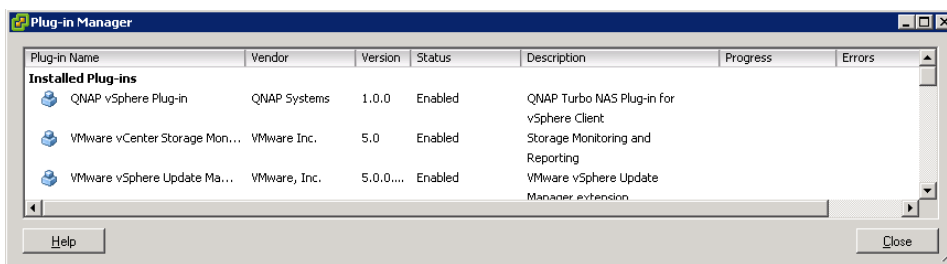 Plug-in Manager
Plug-in Name Vendor Version Status Description Progress Errors
Installed Plug-ins
QNAP vSphere Plug-in QNAP Systems 1.0.0 Enabled QNAP Turbo NAS Plug-in for
vSphere Client
VMware vCenter Storage Mon... VMware Inc. 5.0 Enabled Storage Monitoring and
Reporting
VMware vSphere Update Ma... VMware, Inc. 5.0.0.... Enabled VMware vSphere Update
Manager extension
Help Close